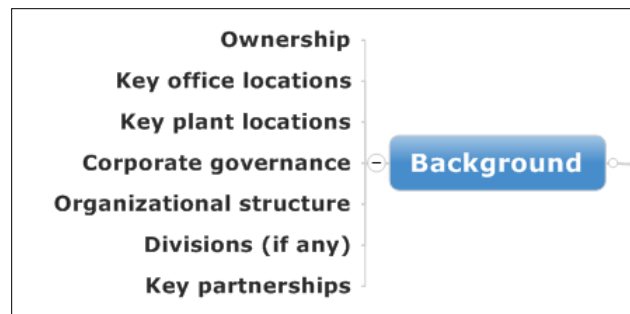 Ownership
Key office locations
Key plant locations
Corporate governance
Background
Organizational structure
Divisions (if any)
Key partnerships